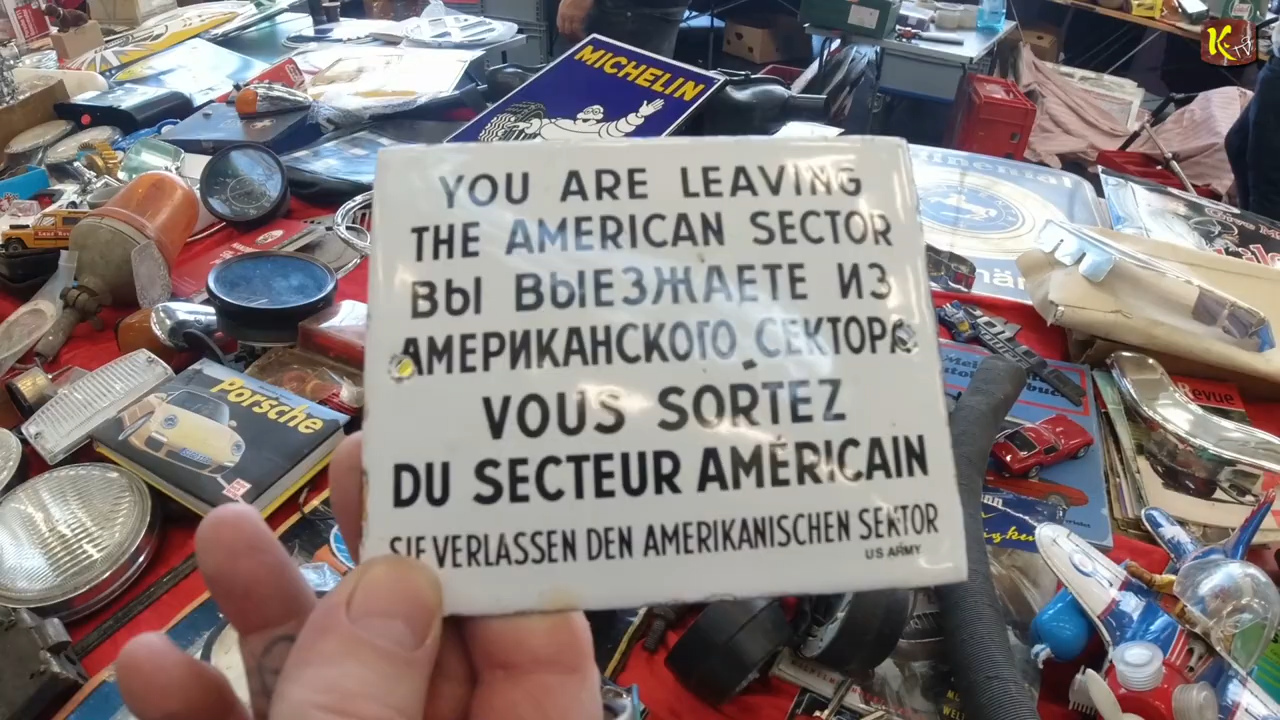 MICHELIN
YOU ARE LEAVING
THE AMERICAN SECTOR
ВЫ ВЫЕЗЖАЕТЕ ИЗ
АМЕРИКАНСКОГО СЕКТОРА
VOUS SORTEZ
DU SECTEUR AMÉRICAIN
SIE VERLASSEN DEN AMERIKANISCHEN SEKTOR
US ARMY
Porsche
Revue
K